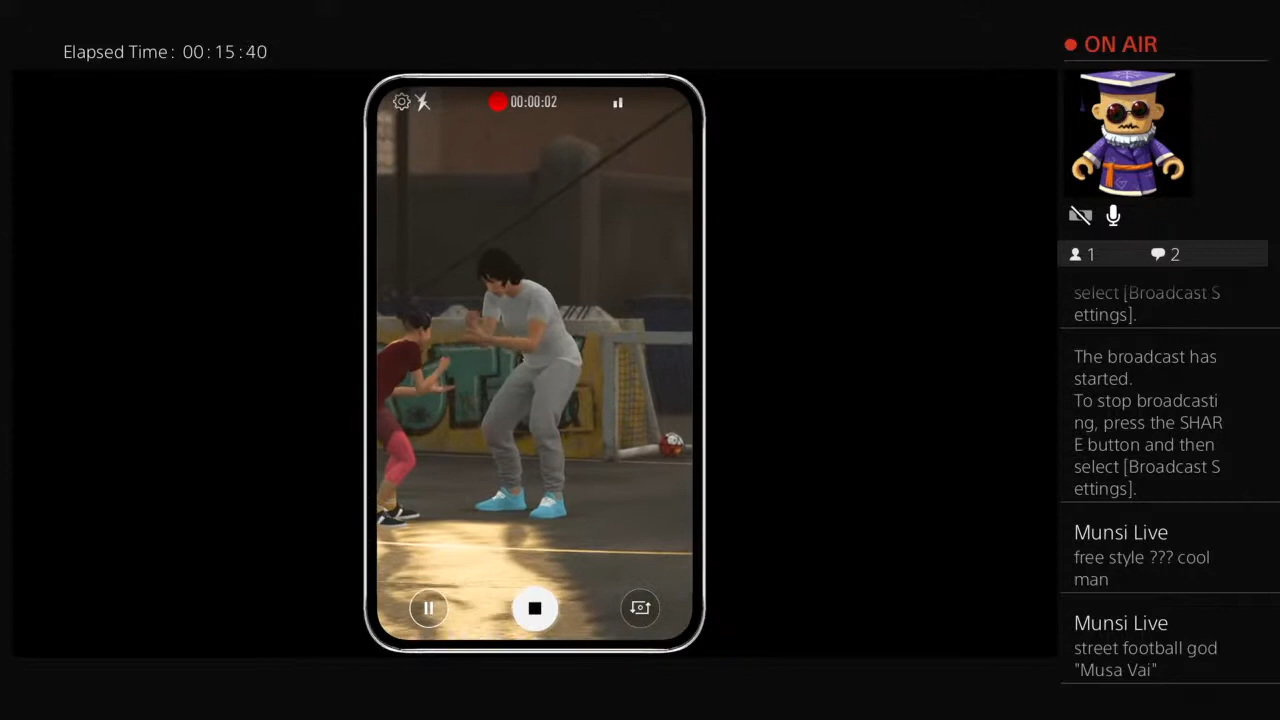 Elapsed Time: 00:15:40
ON AIR
00:00:02
1 2
select [Broadcast S
ettings].
The broadcast has
started.
To stop broadcasti
ng, press the SHAR
E button and then
select [Broadcast S
ettings].
Munsi Live
free style ??? cool
man
Munsi Live
street football god
"Musa Vai"